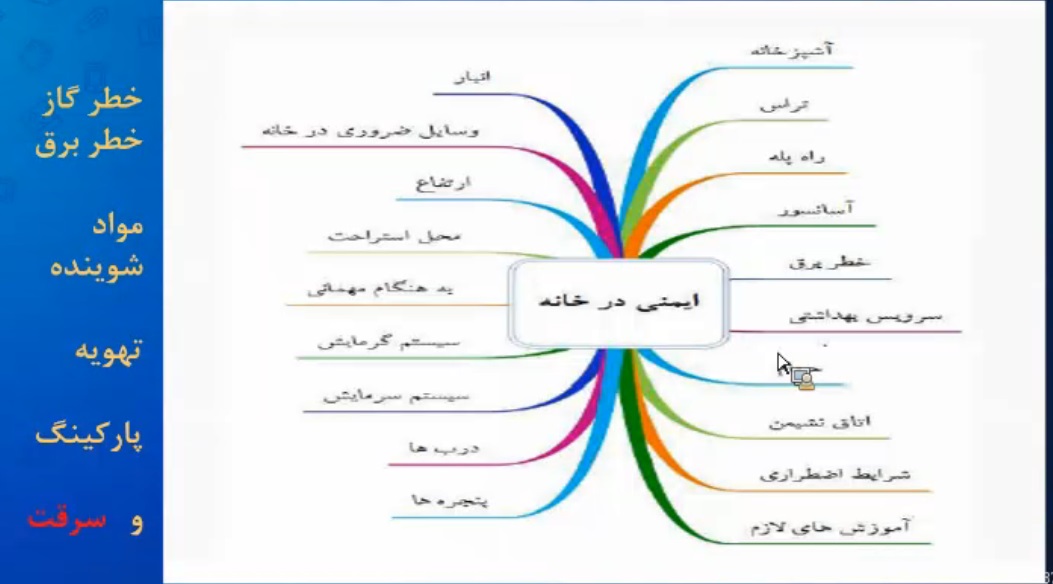 خطر گاز
خطر برق
مواد
شوینده
تهویه
پارکینگ
و سرقت
ایمنی در خانه
آشپزخانه
تراس
راه پله
آسانسور
خطر برق
سرویس بهداشتی
اتاق نشیمن
شرایط اضطراری
آموزش های لازم
انبار
وسایل ضروری در خانه
ارتفاع
محل استراحت
به هنگام مهمانی
سیستم گرمایش
سیستم سرمایش
درب ها
پنجره ها